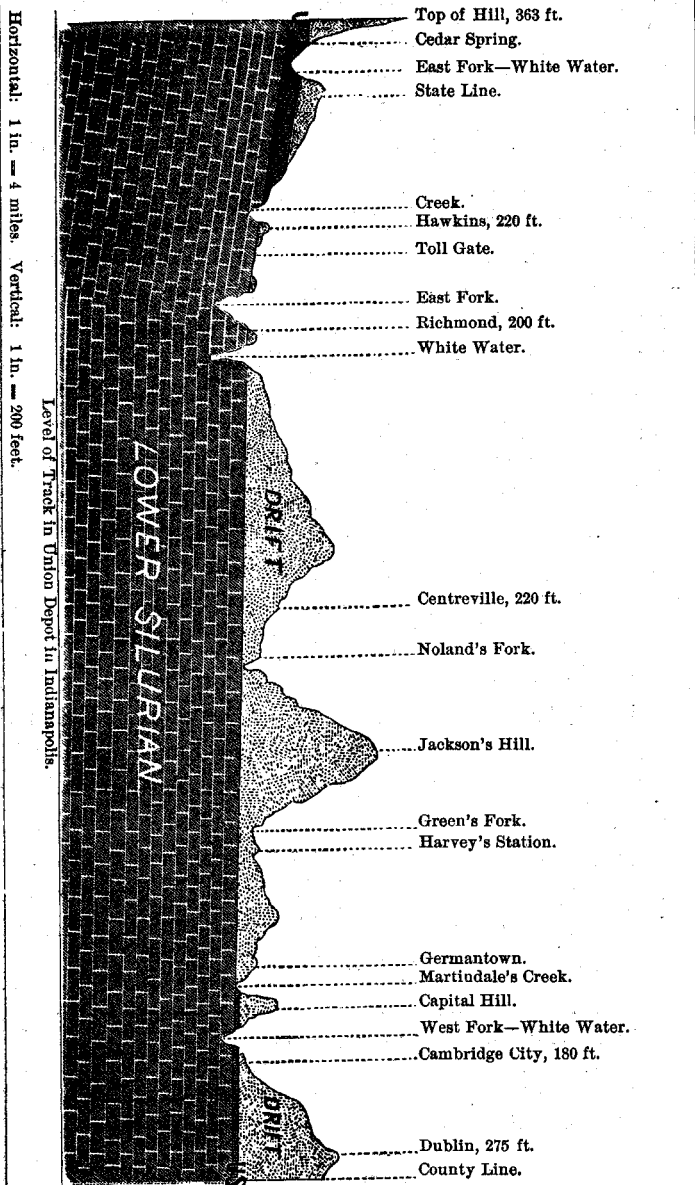 Top of Hill, 363 ft.
Cedar Spring.
East Fork—White Water.
State Line.
Creek.
Hawkins, 220 ft.
Toll Gate.
East Fork.
Richmond, 200 ft.
White Water.
Centreville, 220 ft.
Noland's Fork.
Jackson's Hill.
Green's Fork.
Harvey's Station.
Germantown.
Martindale's Creek.
Capital Hill.
West Fork—White Water.
Cambridge City, 180 ft.
Dublin, 275 ft.
County Line.
DRIFT
DRIFT
LOWER SILURIAN
Level of Track in Union Depot in Indianapolis.
Horizontal: 1 in. = 4 miles. Vertical: 1 in. = 200 feet.